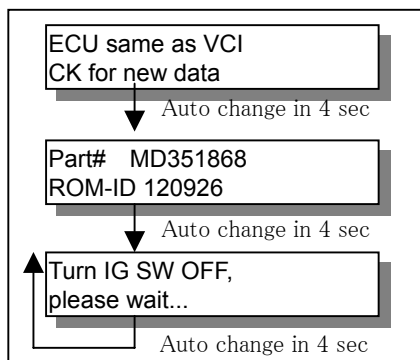 ECU same as VCI
CK for new data
Auto change in 4 sec
Part# MD351868
ROM-ID 120926
Auto change in 4 sec
Turn IG SW OFF,
please wait...
Auto change in 4 sec